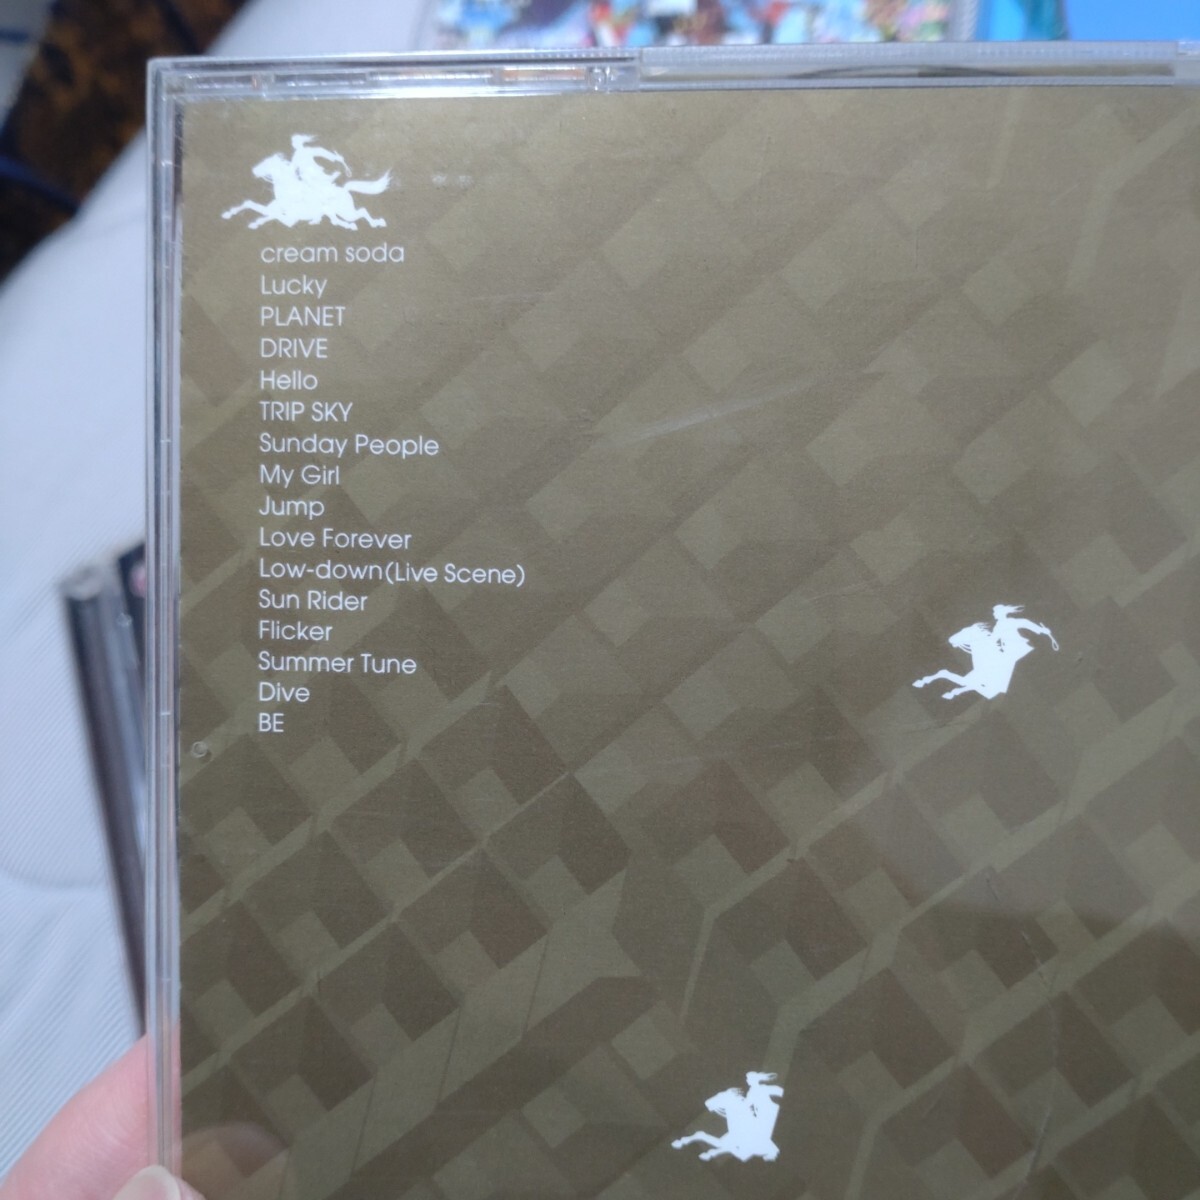 cream soda
Lucky
PLANET
DRIVE
Hello
TRIP SKY
Sunday People
My Girl
Jump
Love Forever
Low-down(Live Scene)
Sun Rider
Flicker
Summer Tune
Dive
BE